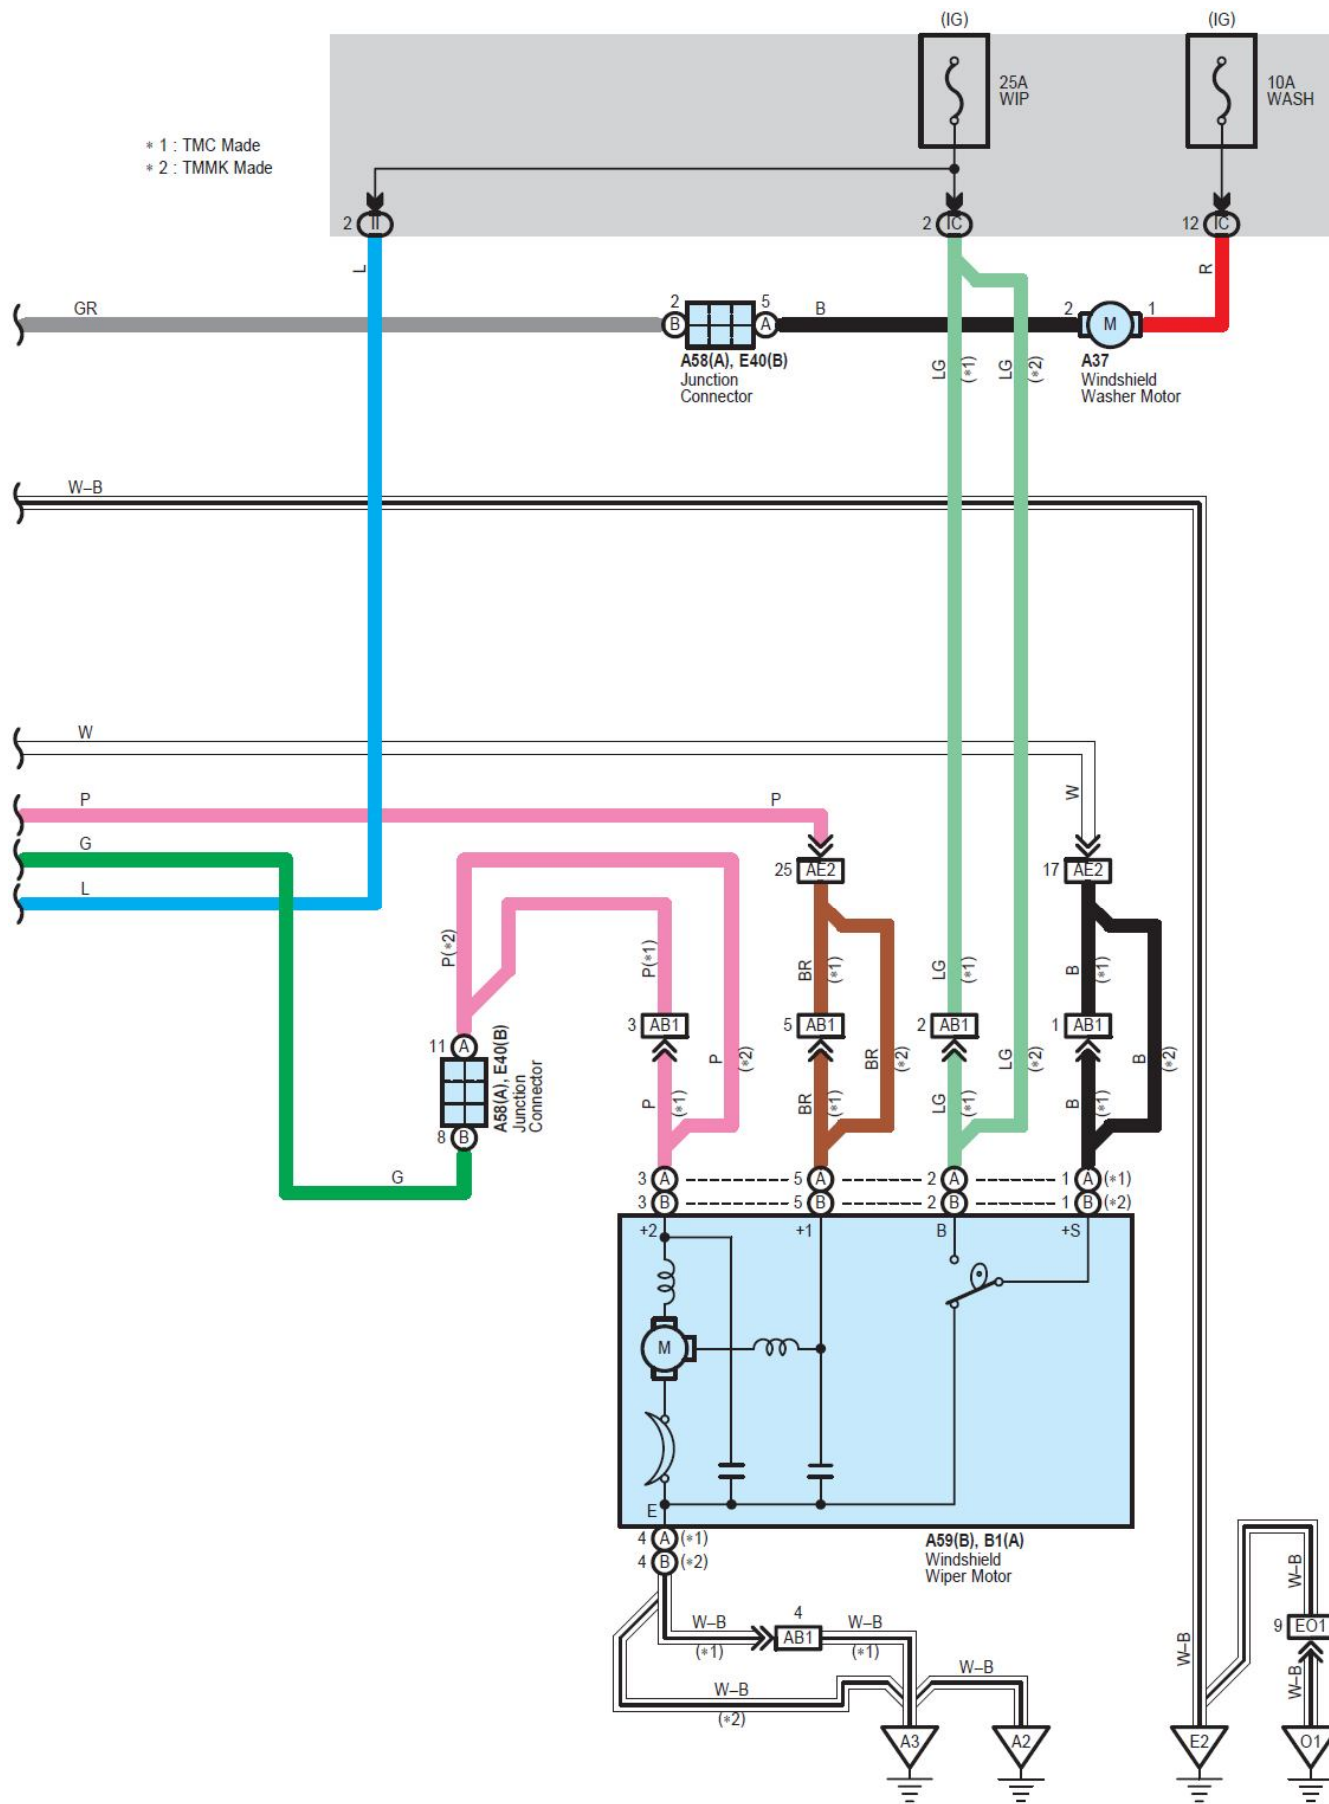 (IG)
(IG)
25A
WIP
10A
WASH
* 1 : TMC Made
* 2 : TMMK Made
2 II
2 IC
12 IC
L
R
GR
2
B
5
A
B
2
M
1
A58(A), E40(B)
Junction
Connector
LG
(*1)
LG
(*2)
A37
Windshield
Washer Motor
W–B
W
W
P
P
G
L
25 AE2
17 AE2
P(*2)
P(*1)
BR
(*1)
LG
(*1)
B
(*1)
3 AB1
5 AB1
2 AB1
1 AB1
11 A
A58(A), E40(B)
Junction
Connector
8 B
P
(*2)
BR
(*2)
LG
(*2)
B
(*2)
P
(*1)
BR
(*1)
LG
(*1)
B
(*1)
G
3 A
5 A
2 A
1 A (*1)
3 B
5 B
2 B
1 B (*2)
+2
+1
B
+S
M
E
4 A (*1)
4 B (*2)
A59(B), B1(A)
Windshield
Wiper Motor
W–B
(*1)
4
AB1
W–B
(*1)
W–B
(*2)
W–B
W–B
W–B
9 EO1
W–B
A3
A2
E2
O1